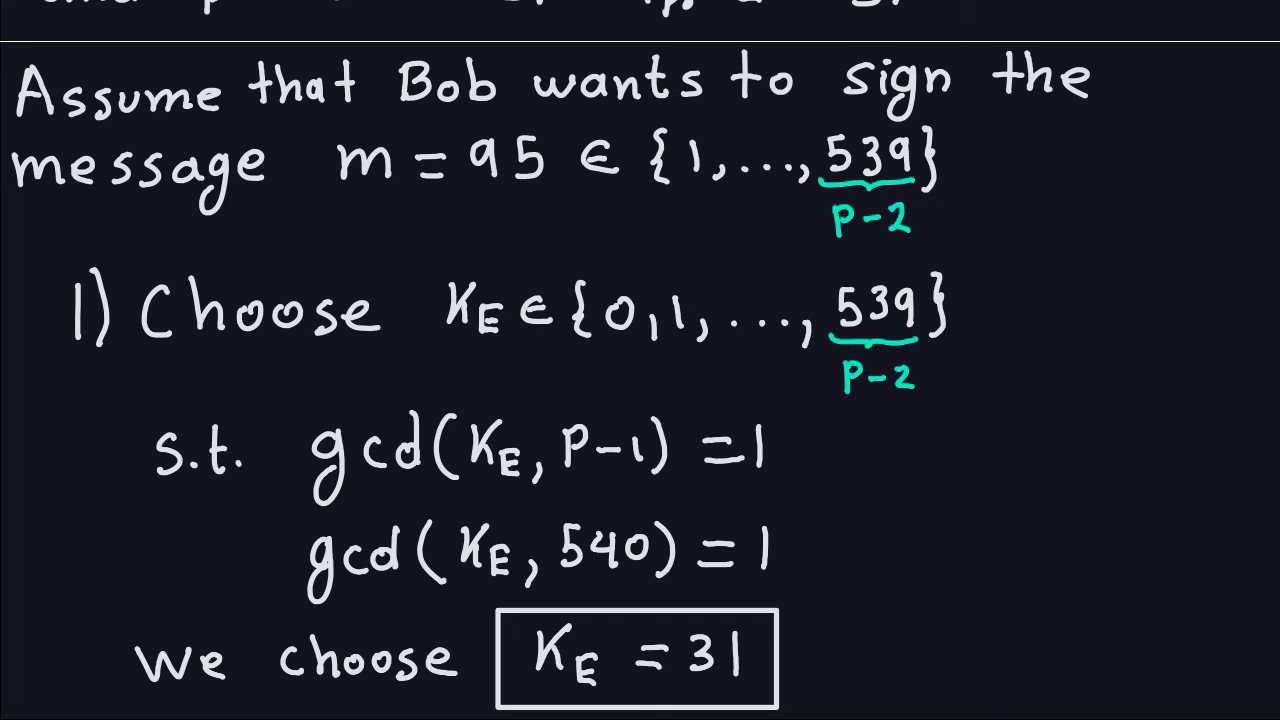 Assume that Bob wants to sign the
message m = 95 ∈ {1, ..., 539}
p-2
1) Choose K_E ∈ {0, 1, ..., 539}
p-2
s.t. gcd(K_E, p-1) = 1
gcd(K_E, 540) = 1
We choose K_E = 31